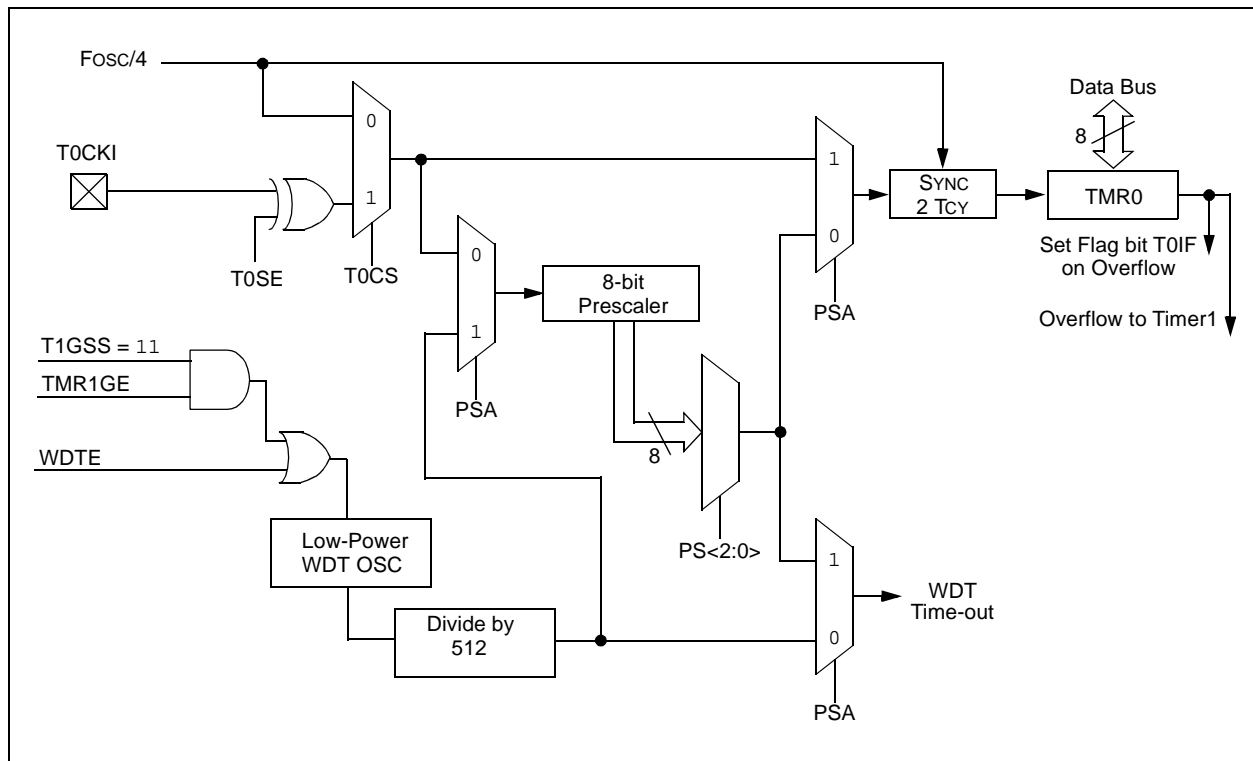 FOSC/4
Data Bus
8
T0CKI
0
1
1
0
SYNC
2 TCY
TMR0
T0SE
T0CS
0
1
8-bit
Prescaler
PSA
Set Flag bit T0IF
on Overflow
Overflow to Timer1
T1GSS = 11
TMR1GE
PSA
8
WDTE
PS<2:0>
Low-Power
WDT OSC
1
0
WDT
Time-out
Divide by
512
PSA